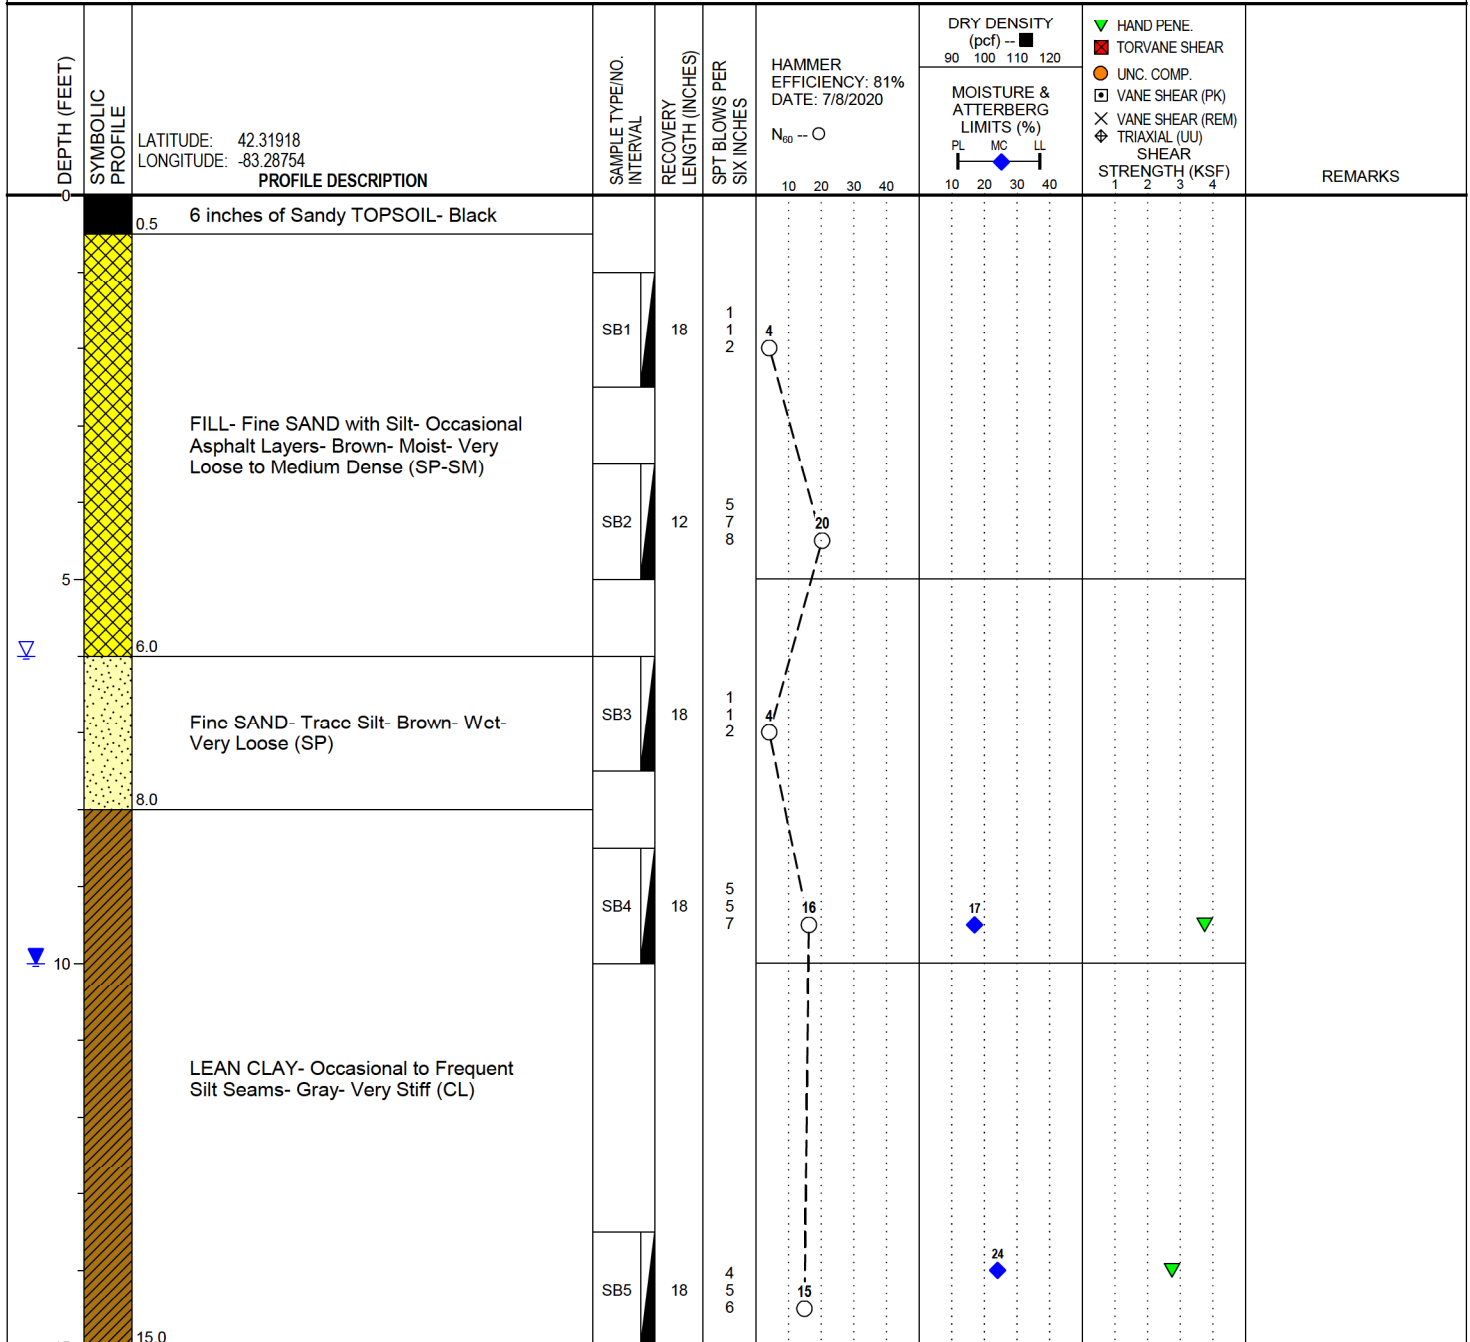 DEPTH (FEET)
SYMBOLIC
PROFILE
LATITUDE: 42.31918
LONGITUDE: -83.28754
PROFILE DESCRIPTION
SAMPLE TYPE/NO.
INTERVAL
RECOVERY
LENGTH (INCHES)
SPT BLOWS PER
SIX INCHES
HAMMER
EFFICIENCY: 81%
DATE: 7/8/2020
N60 -- 
10 20 30 40
DRY DENSITY
(pcf) -- 
90 100 110 120
MOISTURE &
ATTERBERG
LIMITS (%)
PL MC LL
10 20 30 40
HAND PENE.
TORVANE SHEAR
UNC. COMP.
VANE SHEAR (PK)
VANE SHEAR (REM)
TRIAXIAL (UU)
SHEAR
STRENGTH (KSF)
1 2 3 4
REMARKS
0
0.5
6 inches of Sandy TOPSOIL- Black
SB1 18
1
1
2
4
FILL- Fine SAND with Silt- Occasional
Asphalt Layers- Brown- Moist- Very
Loose to Medium Dense (SP-SM)
SB2 12
5
7
8
20
5
6.0
Fine SAND- Trace Silt- Brown- Wet-
Very Loose (SP)
SB3 18
1
1
2
4
8.0
SB4 18
5
5
7
16
17
10
LEAN CLAY- Occasional to Frequent
Silt Seams- Gray- Very Stiff (CL)
SB5 18
4
5
6
15
24
15.0